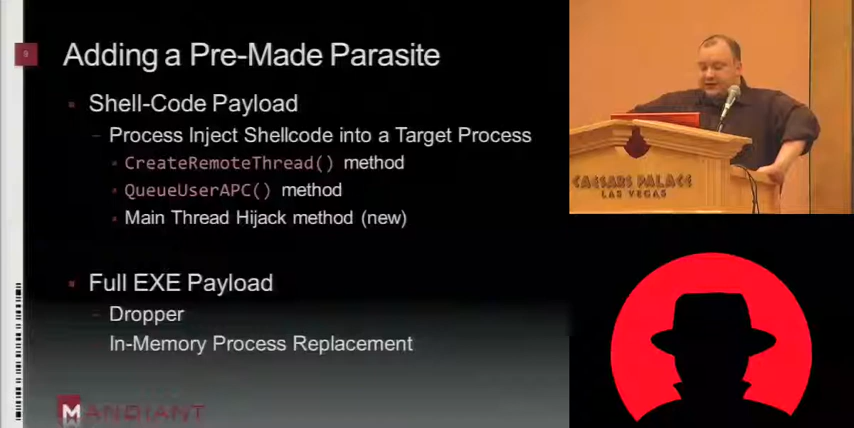 9
Adding a Pre-Made Parasite
Shell-Code Payload
Process Inject Shellcode into a Target Process
CreateRemoteThread() method
QueueUserAPC() method
Main Thread Hijack method (new)
Full EXE Payload
Dropper
In-Memory Process Replacement
MANDIANT
CAESARS PALACE
LAS VEGAS